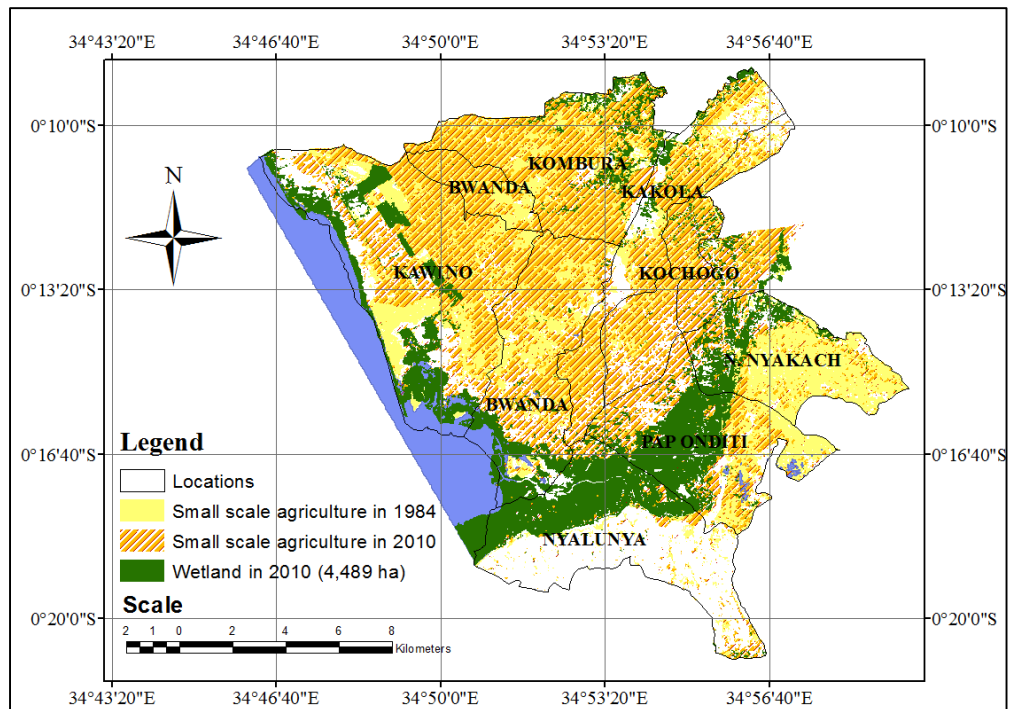 34°43'20"E 34°46'40"E 34°50'0"E 34°53'20"E 34°56'40"E
0°10'0"S 0°10'0"S
KOMBURA
BWANDA
KAKOLA
N
KAWINO
KOCHOGO
0°13'20"S 0°13'20"S
N. NYAKACH
BWANDA
PAP ONDITI
0°16'40"S 0°16'40"S
NYALUNYA
0°20'0"S 0°20'0"S
Legend
Locations
Small scale agriculture in 1984
Small scale agriculture in 2010
Wetland in 2010 (4,489 ha)
Scale
2 1 0 2 4 6 8
Kilometers
34°43'20"E 34°46'40"E 34°50'0"E 34°53'20"E 34°56'40"E